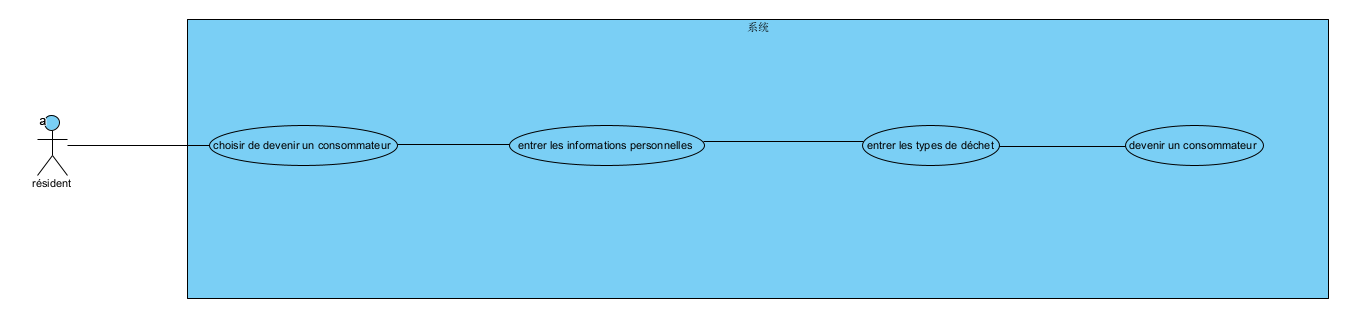 系统
a
résident
choisir de devenir un consommateur
entrer les informations personnelles
entrer les types de déchet
devenir un consommateur